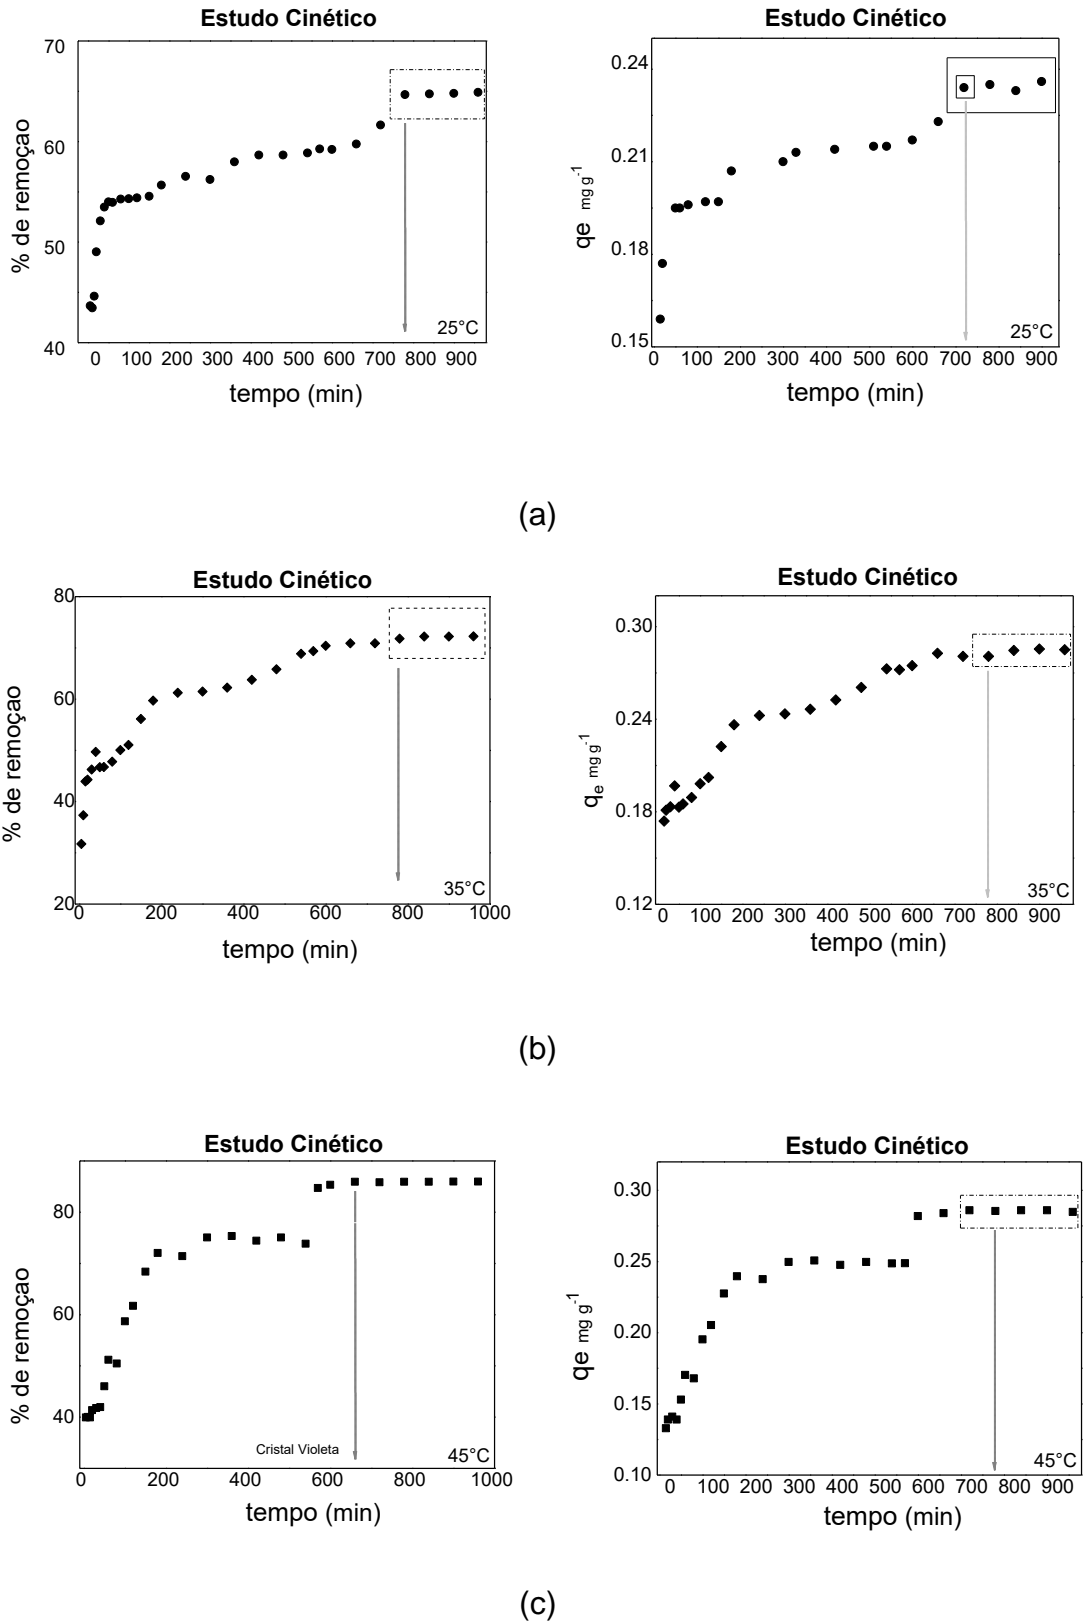 Estudo Cinético
% de remoçao
70
60
50
40
0 100 200 300 400 500 600 700 800 900
25°C
tempo (min)
Estudo Cinético
qe mg g-1
0.24
0.21
0.18
0.15
0 100 200 300 400 500 600 700 800 900
25°C
tempo (min)
(a)
Estudo Cinético
% de remoçao
80
60
40
20
0 200 400 600 800 1000
35°C
tempo (min)
Estudo Cinético
qe mg g-1
0.30
0.24
0.18
0.12
0 100 200 300 400 500 600 700 800 900
35°C
tempo (min)
(b)
Estudo Cinético
% de remoçao
80
60
40
Cristal Violeta
45°C
0 200 400 600 800 1000
tempo (min)
Estudo Cinético
qe mg g-1
0.30
0.25
0.20
0.15
0.10
45°C
0 100 200 300 400 500 600 700 800 900
tempo (min)
(c)